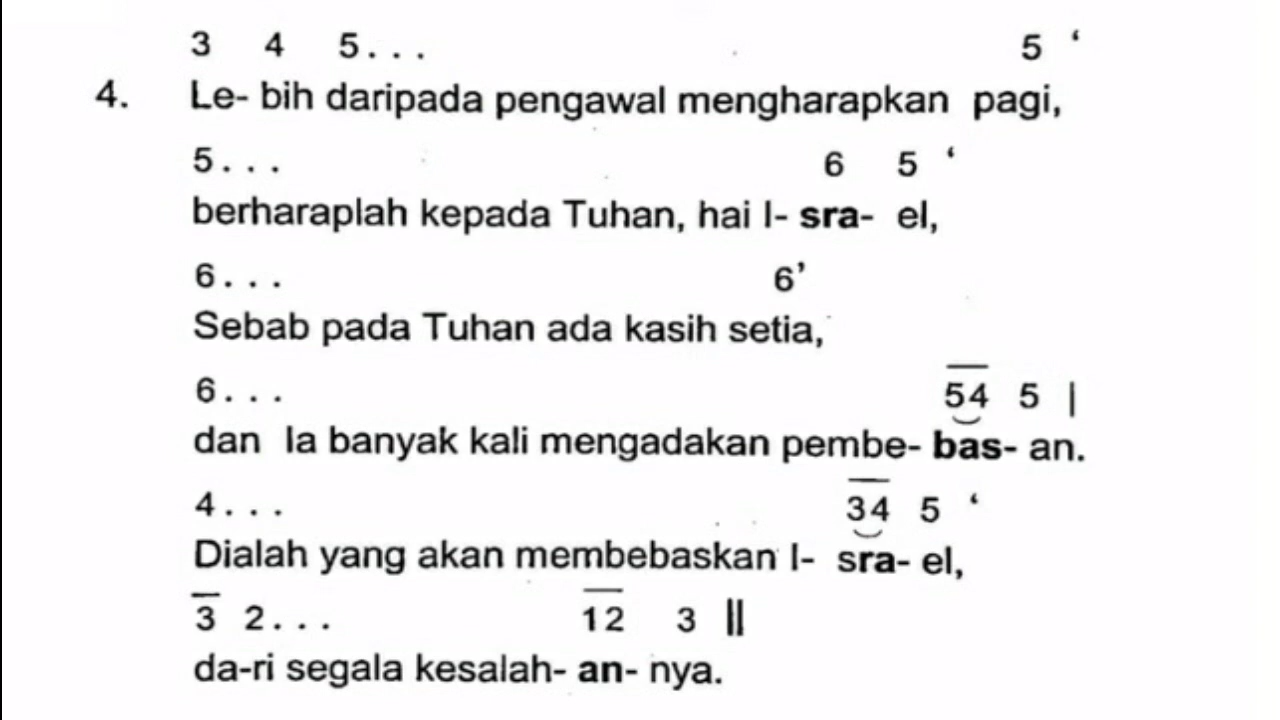 3 4 5... 5 ‘
4. Le- bih daripada pengawal mengharapkan pagi,
5... 6 5 ‘
berharaplah kepada Tuhan, hai I- sra- el,
6... 6’
Sebab pada Tuhan ada kasih setia,
6... 54 5 |
dan Ia banyak kali mengadakan pembe- bas- an.
4... 34 5 ‘
Dialah yang akan membebaskan I- sra- el,
3 2... 12 3 ||
da-ri segala kesalah- an- nya.